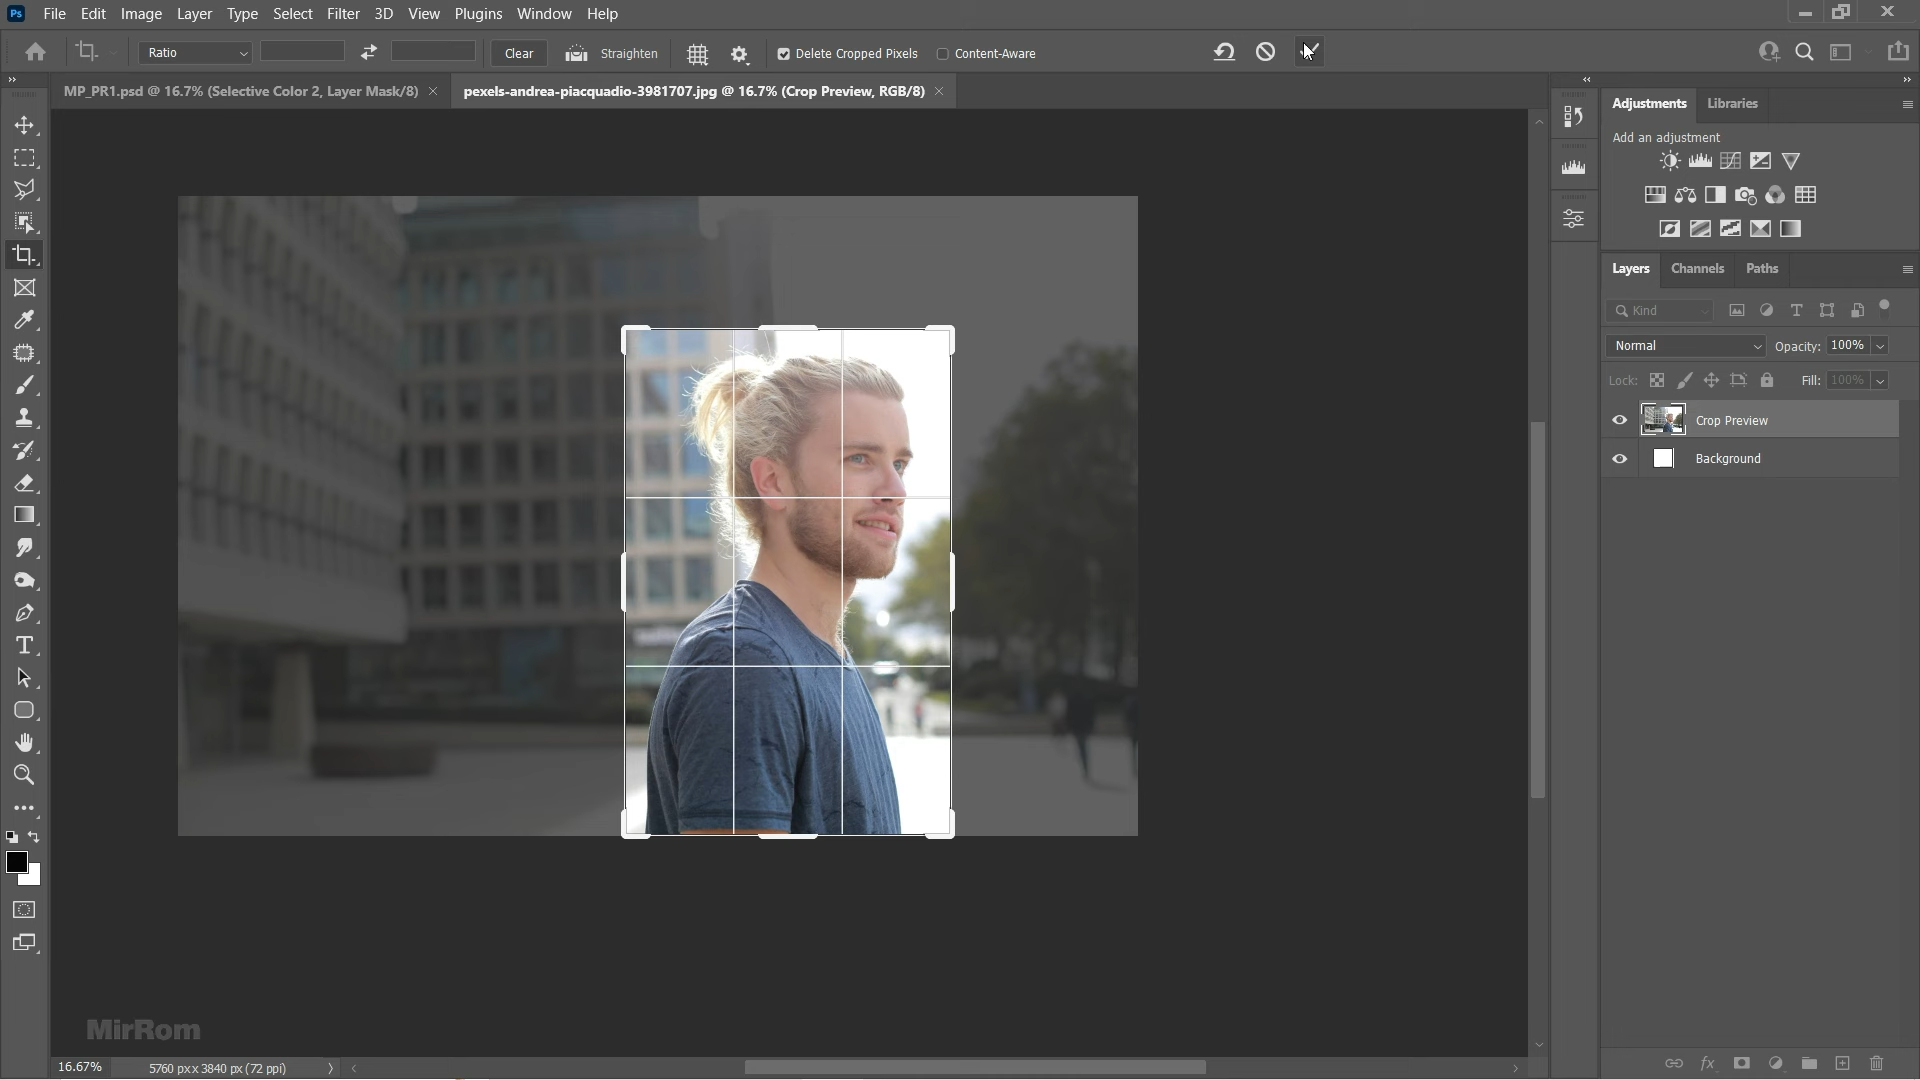 Ps File Edit Image Layer Type Select Filter 3D View Plugins Window Help
Ratio Clear Straighten Delete Cropped Pixels Content-Aware
MP_PR1.psd @ 16.7% (Selective Color 2, Layer Mask/8) pexels-andrea-piacquadio-3981707.jpg @ 16.7% (Crop Preview, RGB/8)
Adjustments Libraries
Add an adjustment
Layers Channels Paths
Kind
Normal Opacity: 100%
Lock: Fill: 100%
Crop Preview
Background
MirRom
16.67% 5760 px x 3840 px (72 ppi)
fx